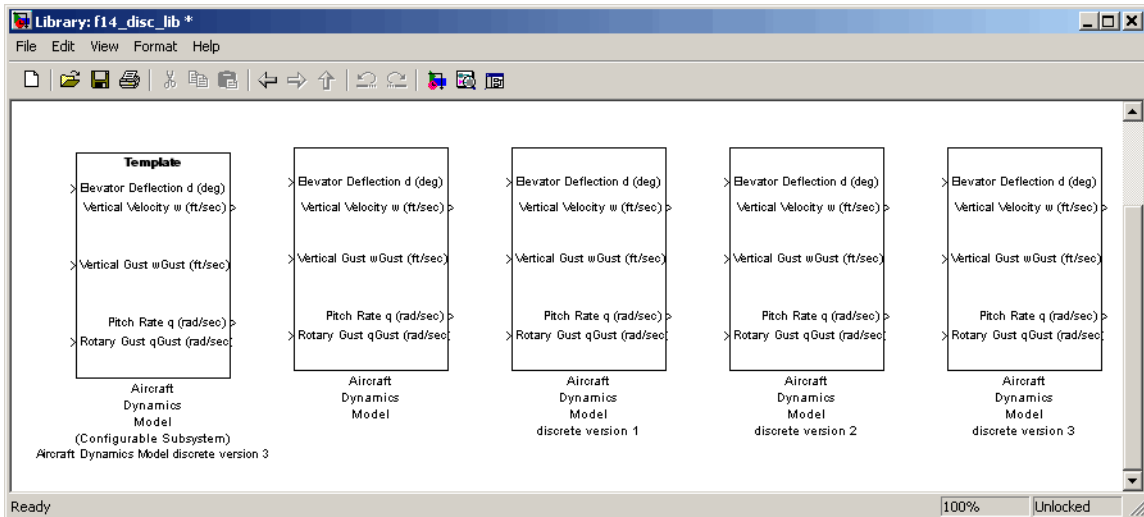 Library: f14_disc_lib *
File Edit View Format Help
Template
Elevator Deflection d (deg)
Vertical Velocity w (ft/sec)
Vertical Gust wGust (ft/sec)
Pitch Rate q (rad/sec)
Rotary Gust qGust (rad/sec)
Aircraft
Dynamics
Model
(Configurable Subsystem)
Aircraft Dynamics Model discrete version 3
Elevator Deflection d (deg)
Vertical Velocity w (ft/sec)
Vertical Gust wGust (ft/sec)
Pitch Rate q (rad/sec)
Rotary Gust qGust (rad/sec)
Aircraft
Dynamics
Model
Elevator Deflection d (deg)
Vertical Velocity w (ft/sec)
Vertical Gust wGust (ft/sec)
Pitch Rate q (rad/sec)
Rotary Gust qGust (rad/sec)
Aircraft
Dynamics
Model
discrete version 1
Elevator Deflection d (deg)
Vertical Velocity w (ft/sec)
Vertical Gust wGust (ft/sec)
Pitch Rate q (rad/sec)
Rotary Gust qGust (rad/sec)
Aircraft
Dynamics
Model
discrete version 2
Elevator Deflection d (deg)
Vertical Velocity w (ft/sec)
Vertical Gust wGust (ft/sec)
Pitch Rate q (rad/sec)
Rotary Gust qGust (rad/sec)
Aircraft
Dynamics
Model
discrete version 3
Ready 100% Unlocked